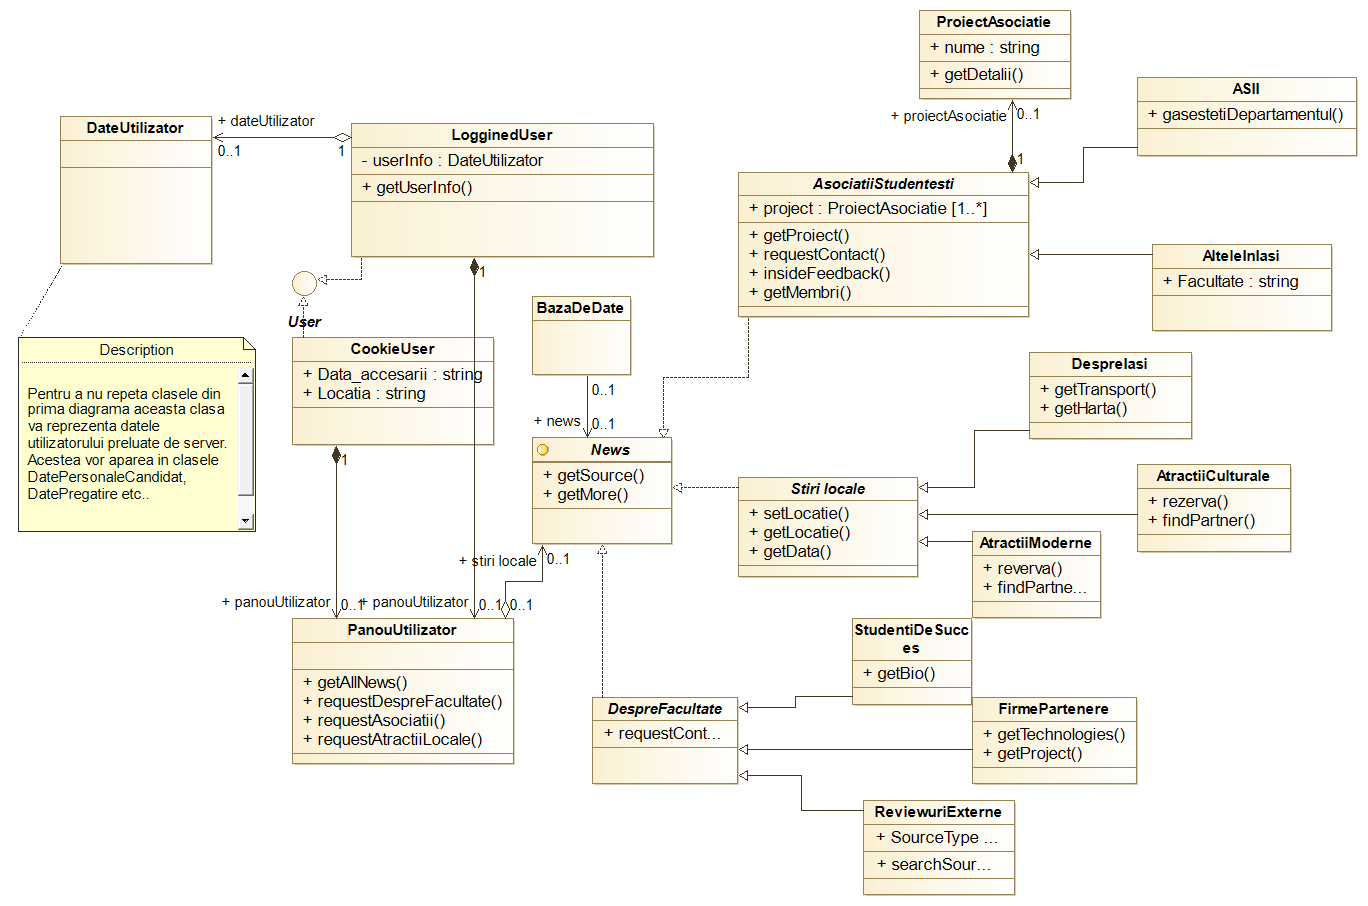 ProiectAsociatie
+ nume : string
+ getDetalii()
+ proiectAsociatie
0..1
1
ASII
+ gasestetiDepartamentul()
DateUtilizator
+ dateUtilizator
0..1
1
LogginedUser
- userInfo : DateUtilizator
+ getUserInfo()
1
AsociatiiStudentesti
+ project : ProiectAsociatie [1..*]
+ getProiect()
+ requestContact()
+ insideFeedback()
+ getMembri()
AlteleInIasi
+ Facultate : string
User
BazaDeDate
0..1
+ news
0..1
Description
Pentru a nu repeta clasele din
prima diagrama aceasta clasa
va reprezenta datele
utilizatorului preluate de server.
Acestea vor aparea in clasele
DatePersonaleCandidat,
DatePregatire etc..
CookieUser
+ Data_accesarii : string
+ Locatia : string
1
DespreIasi
+ getTransport()
+ getHarta()
News
+ getSource()
+ getMore()
Stiri locale
+ setLocatie()
+ getLocatie()
+ getData()
AtractiiCulturale
+ rezerva()
+ findPartner()
AtractiiModerne
+ reverva()
+ findPartne...
+ stiri locale
0..1
+ panouUtilizator
0..1
+ panouUtilizator
0..1
0..1
PanouUtilizator
+ getAllNews()
+ requestDespreFacultate()
+ requestAsociatii()
+ requestAtractiiLocale()
StudentiDeSucc
es
+ getBio()
DespreFacultate
+ requestCont...
FirmePartenere
+ getTechnologies()
+ getProject()
ReviewuriExterne
+ SourceType ...
+ searchSour...